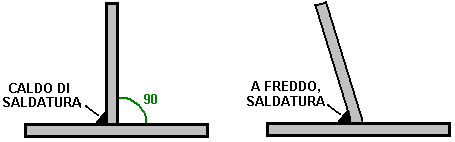 CALDO DI
SALDATURA
90
A FREDDO,
SALDATURA